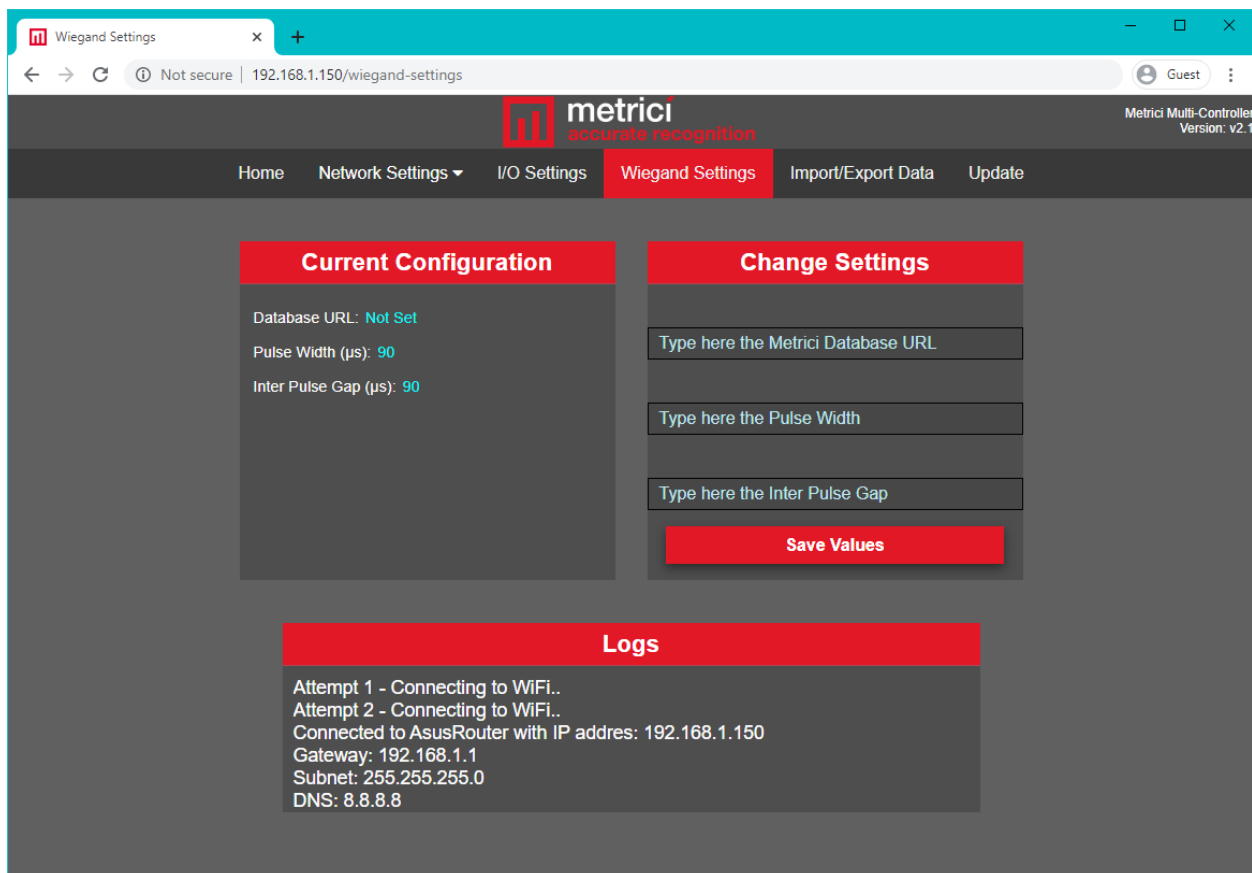 Wiegand Settings
Not secure | 192.168.1.150/wiegand-settings
Guest
metrici
accurate recognition
Metrici Multi-Controller
Version: v2.1
Home Network Settings I/O Settings Wiegand Settings Import/Export Data Update
Current Configuration
Database URL: Not Set
Pulse Width (µs): 90
Inter Pulse Gap (µs): 90
Change Settings
Type here the Metrici Database URL
Type here the Pulse Width
Type here the Inter Pulse Gap
Save Values
Logs
Attempt 1 - Connecting to WiFi..
Attempt 2 - Connecting to WiFi..
Connected to AsusRouter with IP addres: 192.168.1.150
Gateway: 192.168.1.1
Subnet: 255.255.255.0
DNS: 8.8.8.8